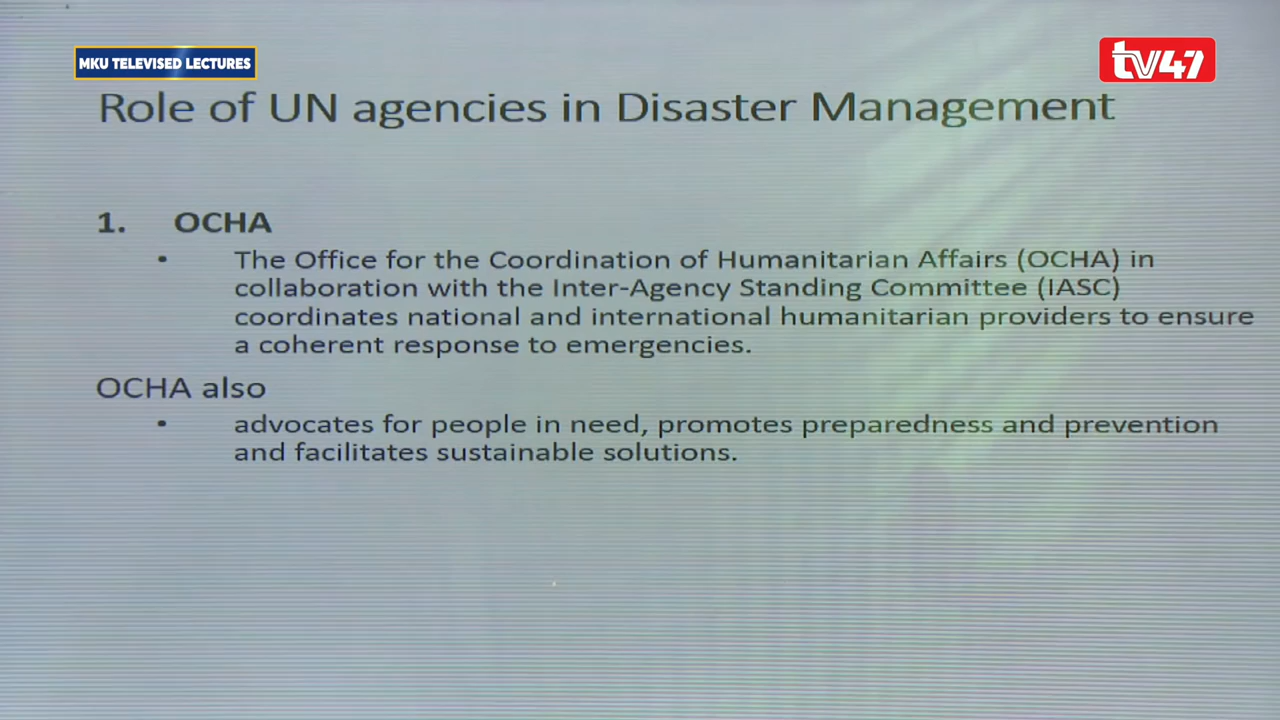 MKU TELEVISED LECTURES
tv47
Role of UN agencies in Disaster Management
1. OCHA
• The Office for the Coordination of Humanitarian Affairs (OCHA) in
collaboration with the Inter-Agency Standing Committee (IASC)
coordinates national and international humanitarian providers to ensure
a coherent response to emergencies.
OCHA also
• advocates for people in need, promotes preparedness and prevention
and facilitates sustainable solutions.